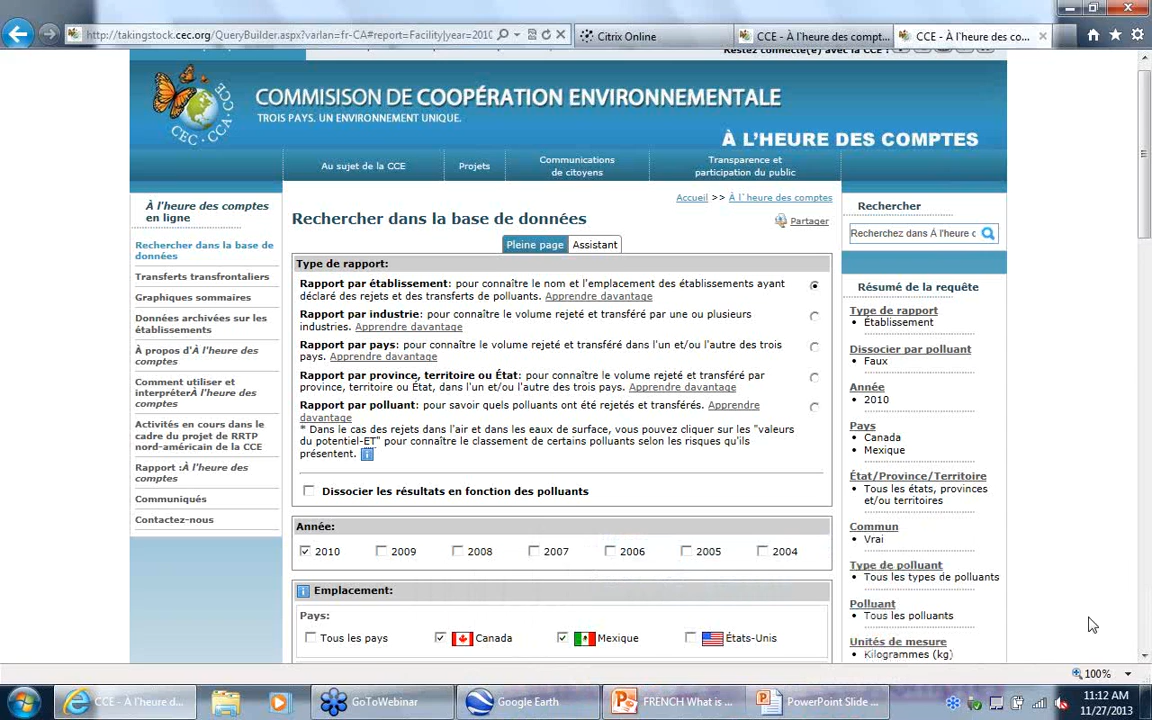 http://takingstock.cec.org/QueryBuilder.aspx?varlan=fr-CA#report=Facility|year=2010
Citrix Online
CCE - À l'heure des compt...
CCE - À l'heure des co...
Restez connecté(e) avec la CCE !
CEC·CCA·CCE
COMMISISON DE COOPÉRATION ENVIRONNEMENTALE
TROIS PAYS. UN ENVIRONNEMENT UNIQUE.
À L'HEURE DES COMPTES
Au sujet de la CCE
Projets
Communications
de citoyens
Transparence et
participation du public
À l'heure des comptes
en ligne
Rechercher dans la base de
données
Transferts transfrontaliers
Graphiques sommaires
Données archivées sur les
établissements
À propos d'À l'heure des
comptes
Comment utiliser et
interpréterÀ l'heure des
comptes
Activités en cours dans le
cadre du projet de RRTP
nord-américain de la CCE
Rapport :À l'heure des
comptes
Communiqués
Contactez-nous
Accueil >> À l`heure des comptes
Rechercher dans la base de données
Partager
Pleine page
Assistant
Type de rapport:
Rapport par établissement: pour connaître le nom et l'emplacement des établissements ayant
déclaré des rejets et des transferts de polluants. Apprendre davantage
Rapport par industrie: pour connaître le volume rejeté et transféré par une ou plusieurs
industries. Apprendre davantage
Rapport par pays: pour connaître le volume rejeté et transféré dans l'un et/ou l'autre des trois
pays. Apprendre davantage
Rapport par province, territoire ou État: pour connaître le volume rejeté et transféré par
province, territoire ou État, dans l'un et/ou l'autre des trois pays. Apprendre davantage
Rapport par polluant: pour savoir quels polluants ont été rejetés et transférés. Apprendre
davantage
* Dans le cas des rejets dans l'air et dans les eaux de surface, vous pouvez cliquer sur les "valeurs
du potentiel-ET" pour connaître le classement de certains polluants selon les risques qu'ils
présentent.
Dissocier les résultats en fonction des polluants
Année:
2010 2009 2008 2007 2006 2005 2004
Emplacement:
Pays:
Tous les pays Canada Mexique États-Unis
Rechercher
Recherchez dans À l'heure c
Résumé de la requête
Type de rapport
Établissement
Dissocier par polluant
Faux
Année
2010
Pays
Canada
Mexique
État/Province/Territoire
Tous les états, provinces
et/ou territoires
Commun
Vrai
Type de polluant
Tous les types de polluants
Polluant
Tous les polluants
Unités de mesure
Kilogrammes (kg)
100%
CCE - À l'heure d...
GoToWebinar
Google Earth
FRENCH What is ...
PowerPoint Slide ...
11:12 AM
11/27/2013